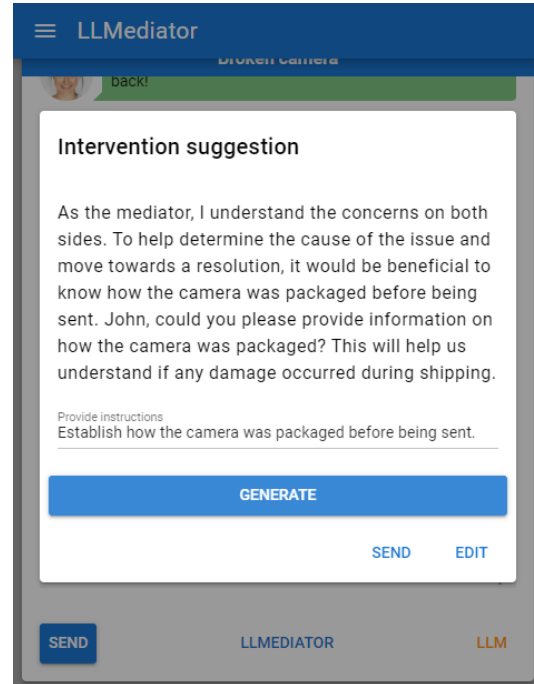 LLMediator
Broken camera
back!
Intervention suggestion
As the mediator, I understand the concerns on both
sides. To help determine the cause of the issue and
move towards a resolution, it would be beneficial to
know how the camera was packaged before being
sent. John, could you please provide information on
how the camera was packaged? This will help us
understand if any damage occurred during shipping.
Provide instructions
Establish how the camera was packaged before being sent.
GENERATE
SEND EDIT
SEND LLMEDIATOR LLM